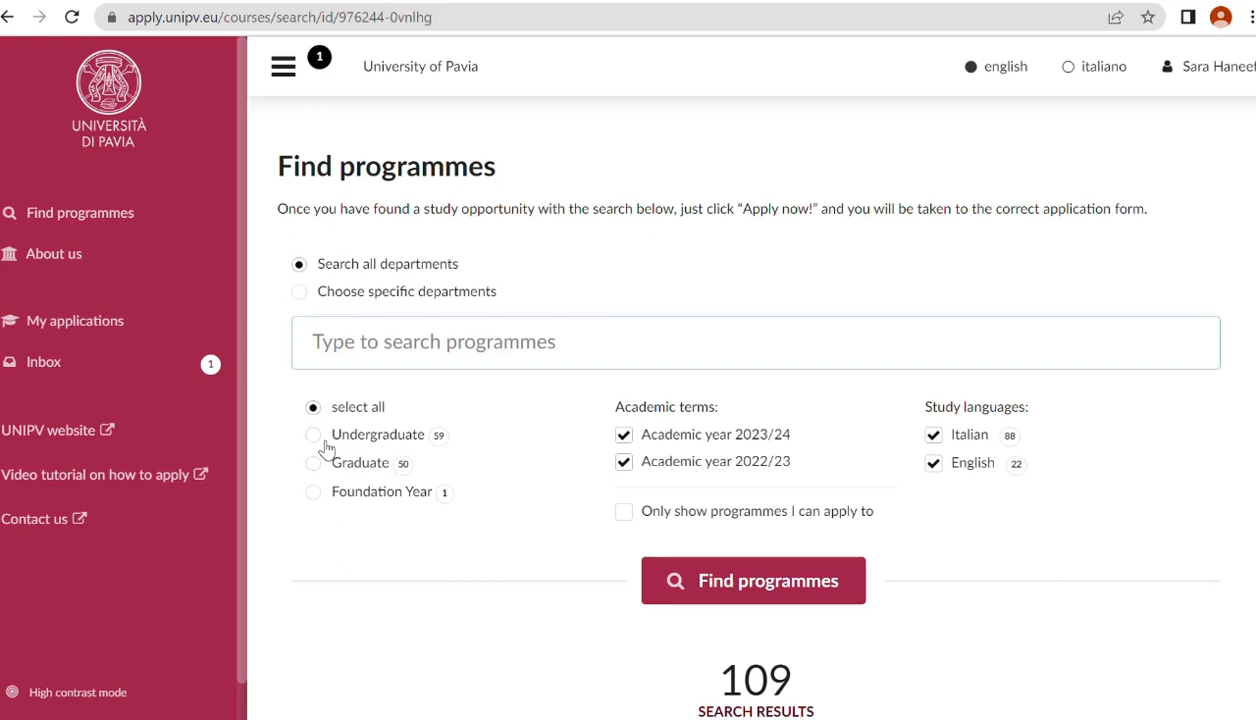 apply.unipv.eu/courses/search/id/976244-0vnlhg
UNIVERSITÀ
DI PAVIA
Find programmes
About us
My applications
Inbox 1
UNIPV website
Video tutorial on how to apply
Contact us
High contrast mode
1
University of Pavia
english
italiano
Sara Haneef
Find programmes
Once you have found a study opportunity with the search below, just click “Apply now!” and you will be taken to the correct application form.
Search all departments
Choose specific departments
Type to search programmes
select all
Undergraduate 59
Graduate 50
Foundation Year 1
Academic terms:
Academic year 2023/24
Academic year 2022/23
Only show programmes I can apply to
Study languages:
Italian 88
English 22
Find programmes
109
SEARCH RESULTS